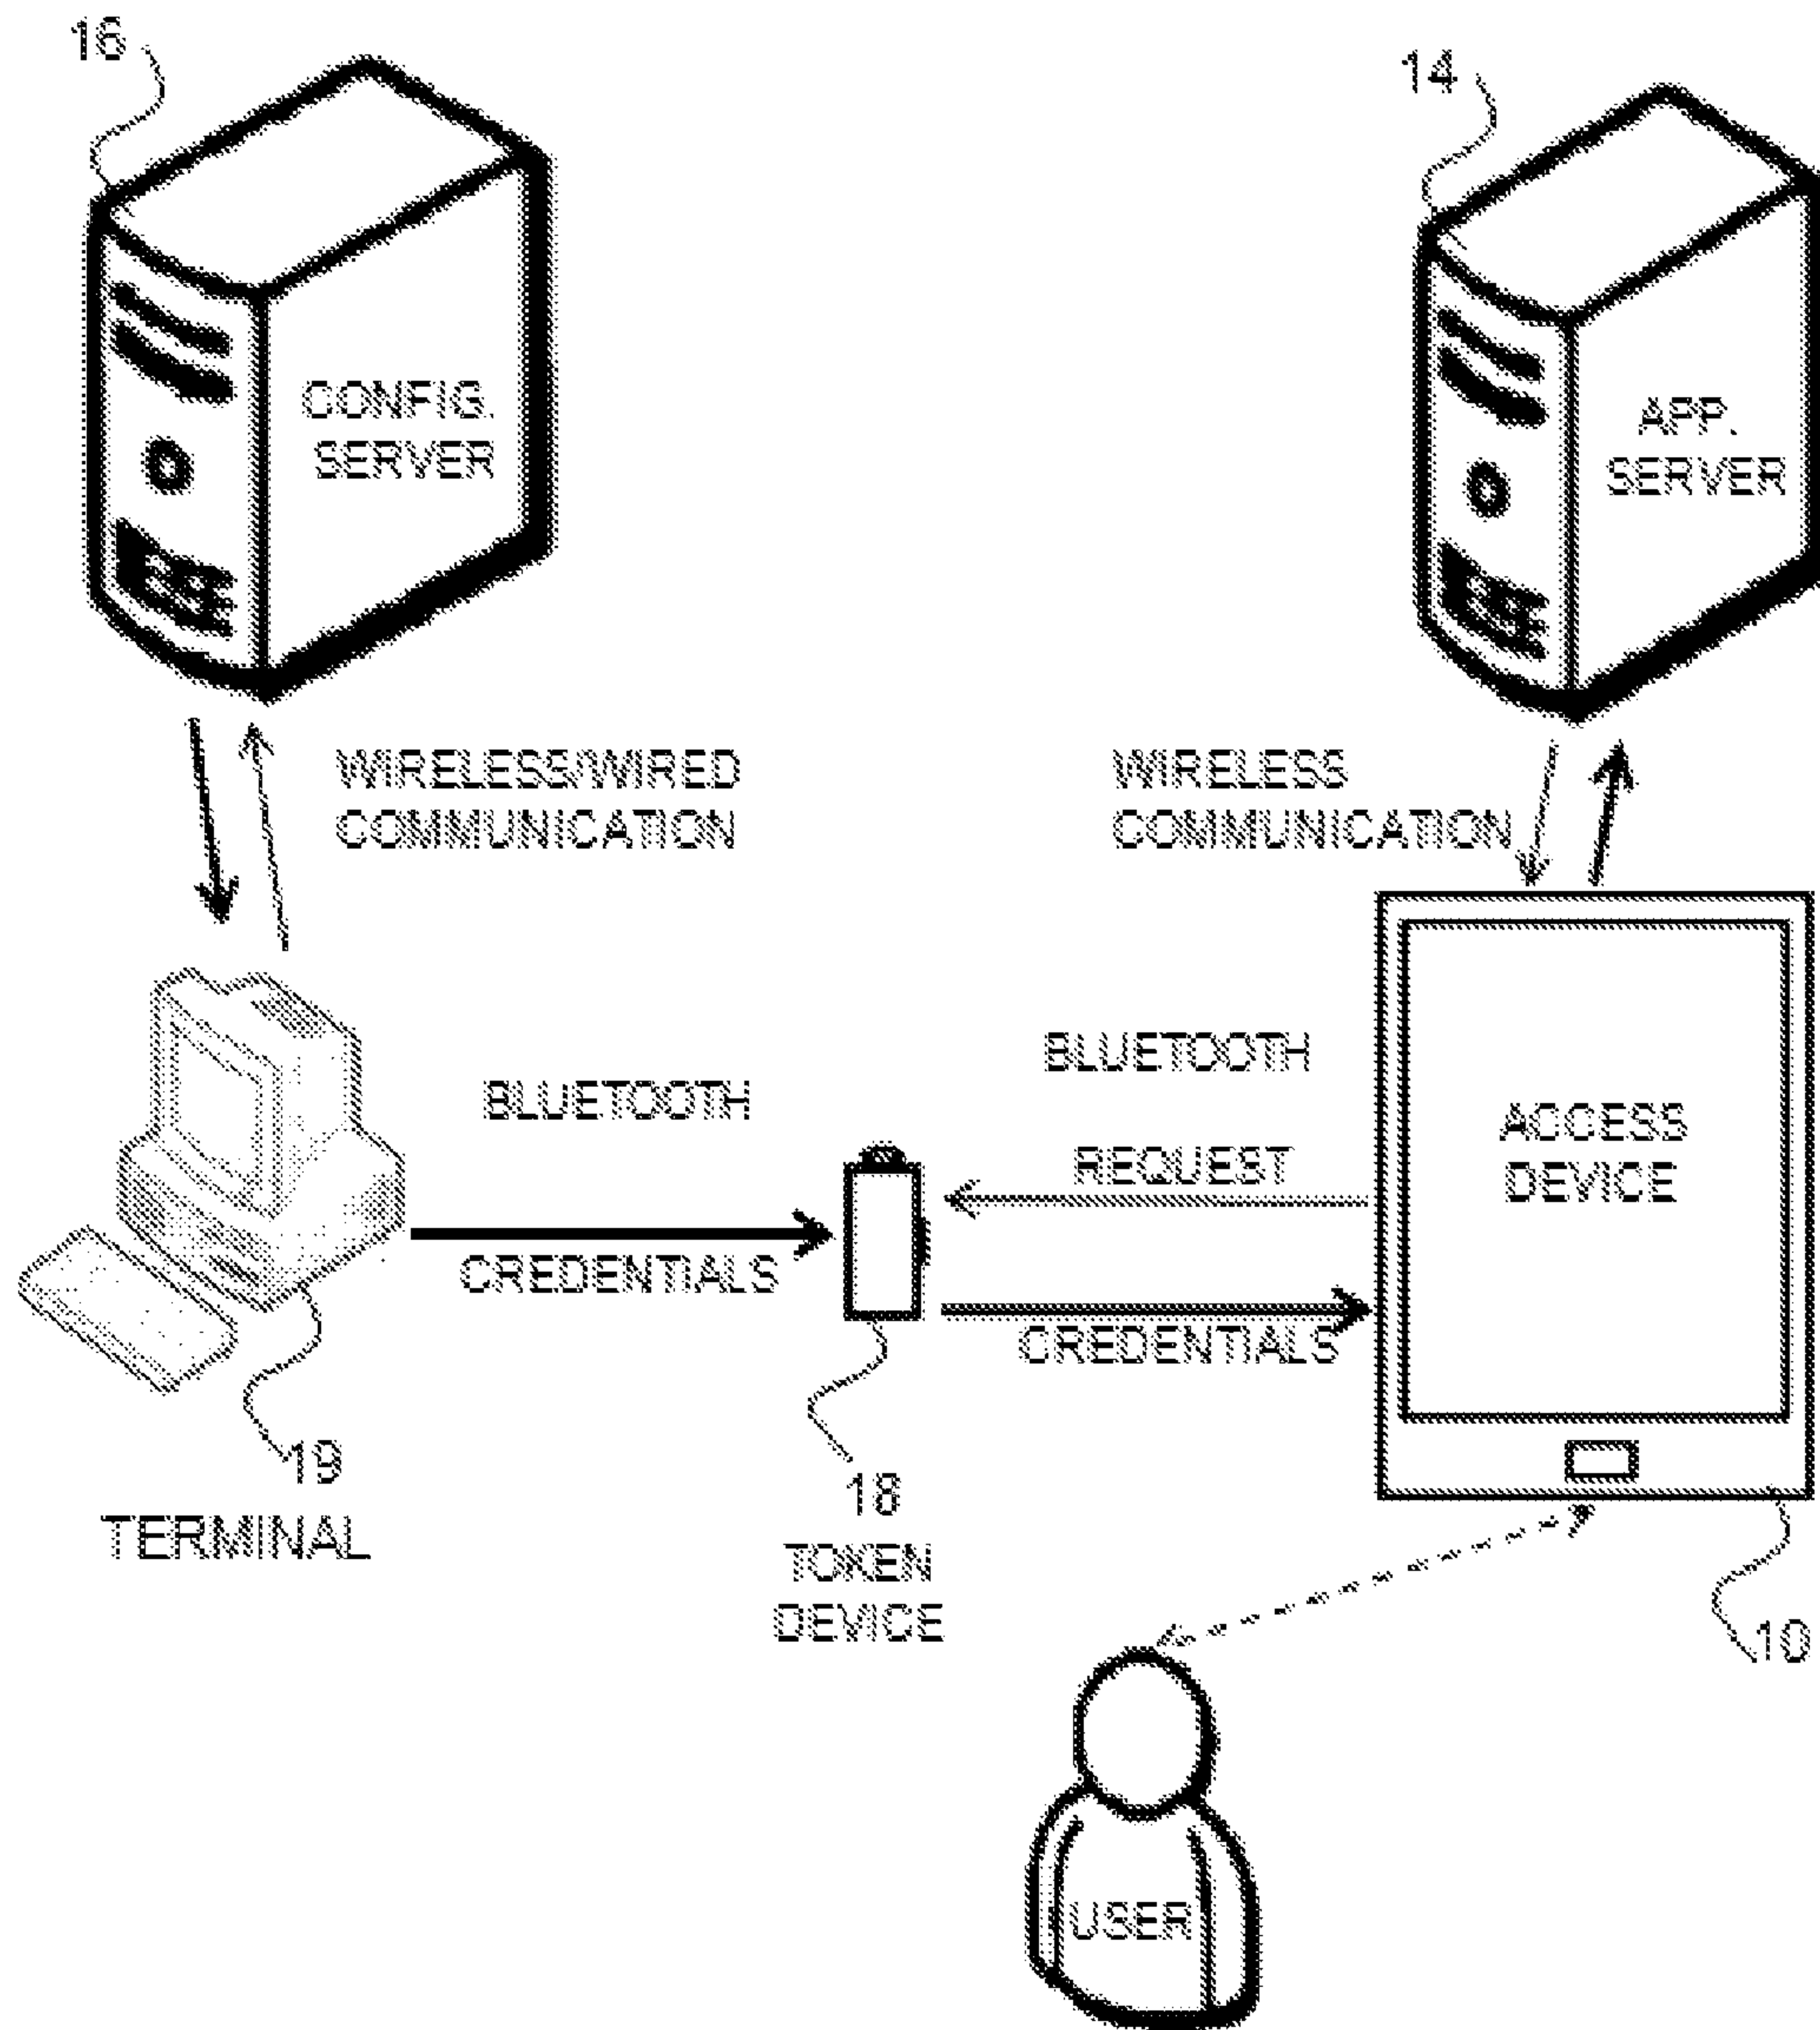 16
14
CONFIG.
SERVER
APP.
SERVER
WIRELESS/WIRED
COMMUNICATION
WIRELESS
COMMUNICATION
BLUETOOTH
BLUETOOTH
REQUEST
ACCESS
DEVICE
CREDENTIALS
CREDENTIALS
19
TERMINAL
18
TOKEN
DEVICE
10
USER